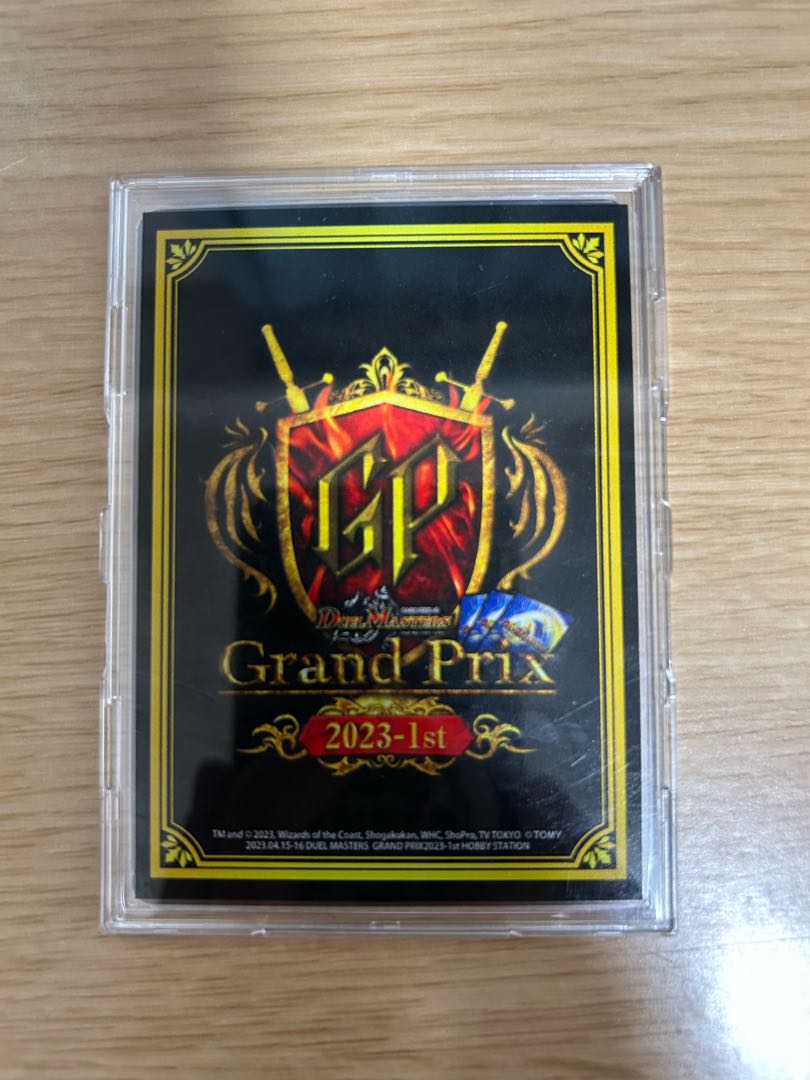 GP
DUEL MASTERS
Grand Prix
2023-1st
TM and © 2023, Wizards of the Coast, Shogakukan, WHC, ShoPro, TV TOKYO © TOMY
2023.04.15-16 DUEL MASTERS GRAND PRIX2023-1st HOBBY STATION